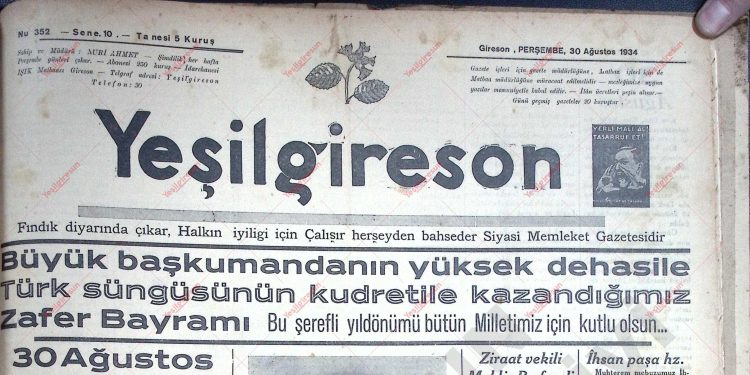 Nu 352 - Sene.10. - Tanesi 5 Kuruş
Sahip ve Müdürü: NURİ AHMET - Şimdilik her hafta
Perşembe günleri çıkar. - Abonesi 250 kuruş - İdarehanesi
IŞIK Matbaası Gireson - Telgraf adresi: Yeşilgireson
Telefon: 30
Gireson, PERŞEMBE, 30 Ağustos 1934
Gazete işleri için gazete müdürlüğüne, matbaa işleri için de
Matbaa müdürlüğüne müracaat edilmelidir - mesleğimize uygun
yazılar memnuniyetle kabul edilir. - İlân ücretleri peşin alınır.-
Günü geçmiş gazeteler 20 kuruştur.
YERLİ MALI AL!
TASARRUF ET!
Yeşilgireson
Fındık diyarında çıkar, Halkın iyiligi için Çalışır herşeyden bahseder Siyasi Memleket Gazetesidir
Büyük başkumandanın yüksek dehasile
Türk süngüsünün kudretile kazandığımız
Zafer Bayramı Bu şerefli yıldönümü bütün Milletimiz için kutlu olsun...
30 Ağustos
Ziraat vekili
İhsan paşa hz.
Muhterem mebusumuz İh-